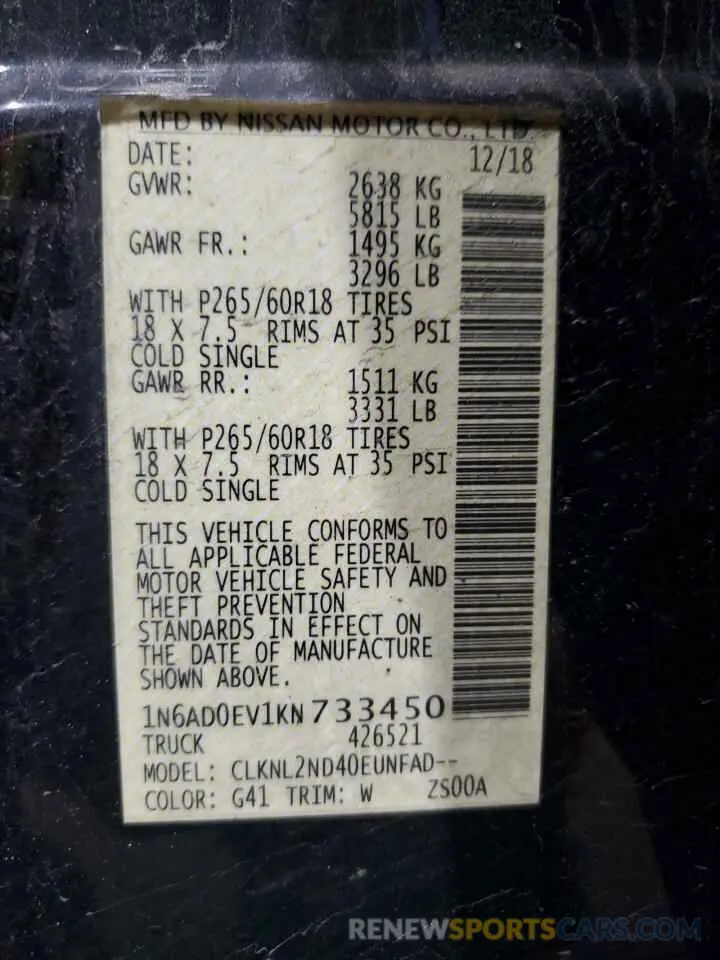 MFD BY NISSAN MOTOR CO., LTD.
DATE: 12/18
GVWR: 2638 KG
5815 LB
GAWR FR.: 1495 KG
3296 LB
WITH P265/60R18 TIRES
18 X 7.5 RIMS AT 35 PSI
COLD SINGLE
GAWR RR.: 1511 KG
3331 LB
WITH P265/60R18 TIRES
18 X 7.5 RIMS AT 35 PSI
COLD SINGLE
THIS VEHICLE CONFORMS TO
ALL APPLICABLE FEDERAL
MOTOR VEHICLE SAFETY AND
THEFT PREVENTION
STANDARDS IN EFFECT ON
THE DATE OF MANUFACTURE
SHOWN ABOVE.
1N6AD0EV1KN733450
TRUCK 426521
MODEL: CLKNL2ND40EUNFAD--
COLOR: G41 TRIM: W ZS00A
RENEWSPORTSCARS.COM